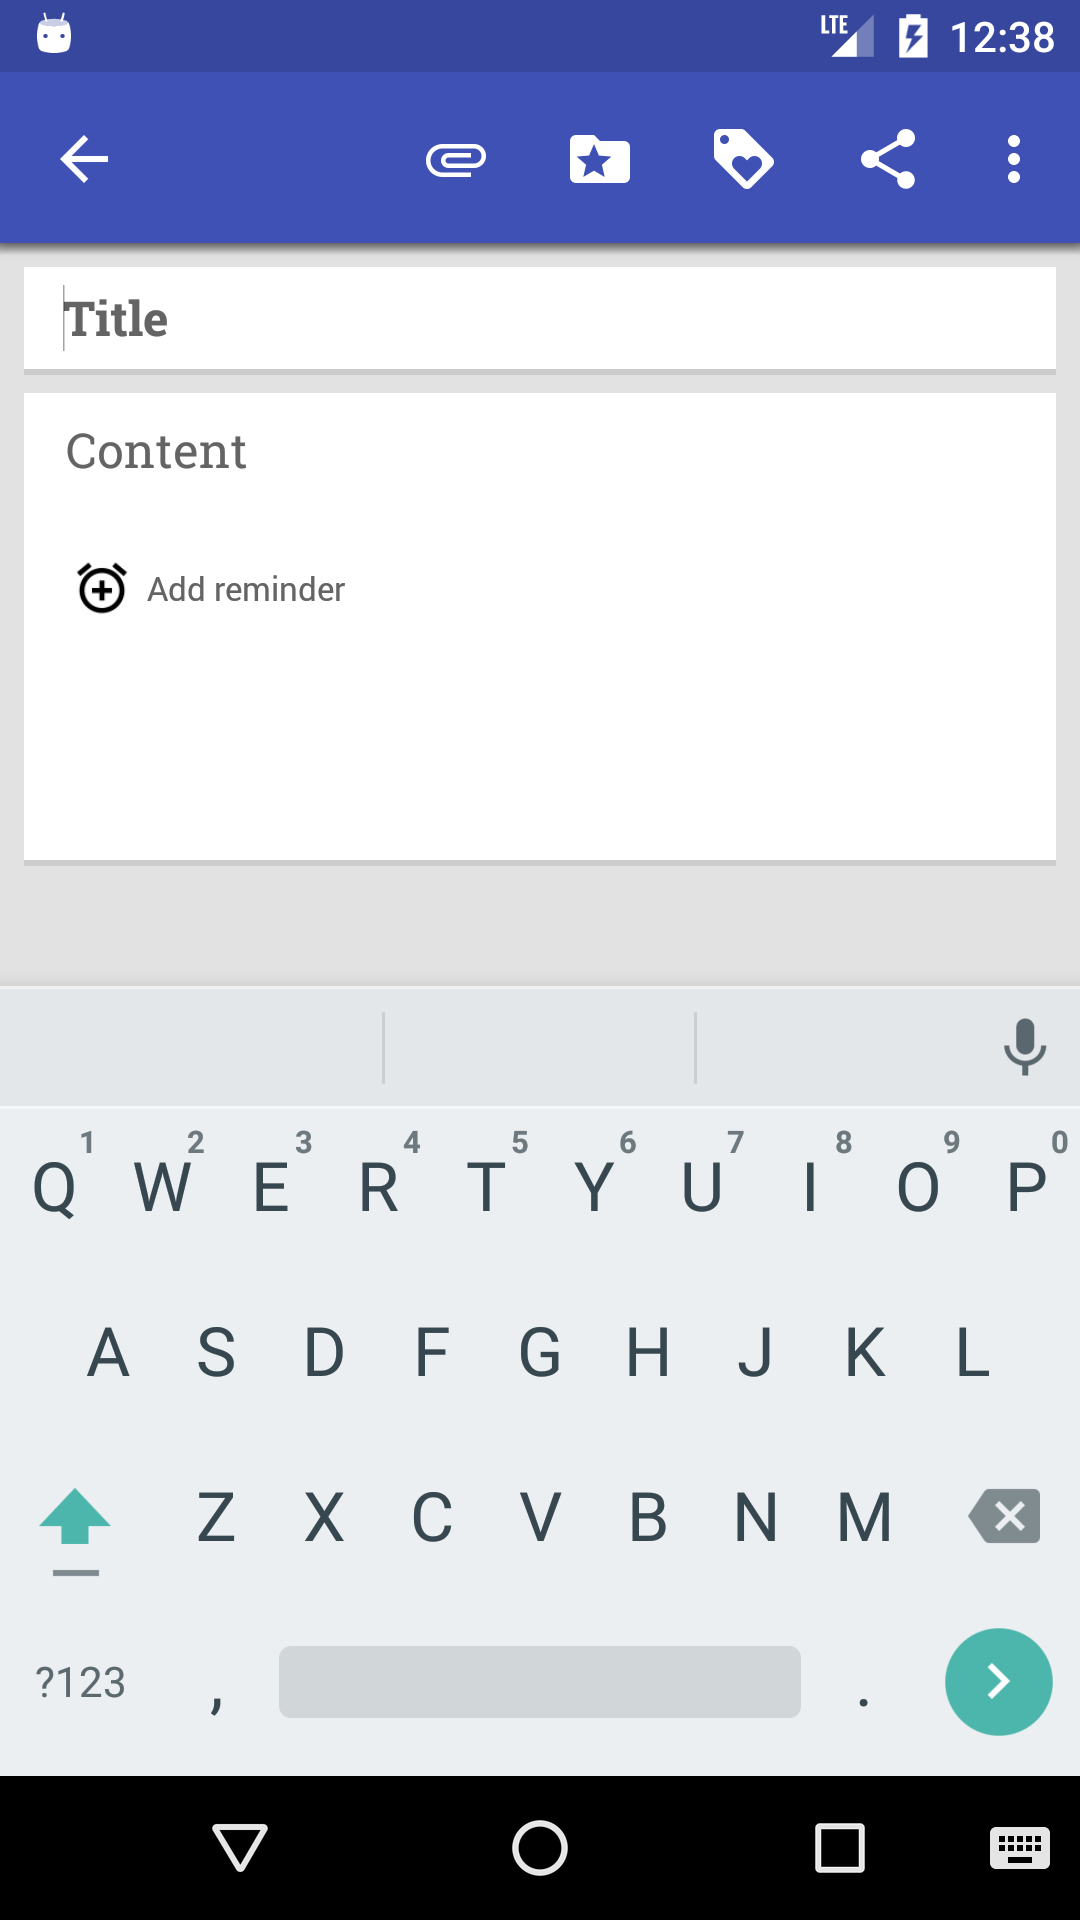 LTE 12:38
Title
Content
Add reminder
1 2 3 4 5 6 7 8 9 0
Q W E R T Y U I O P
A S D F G H J K L
Z X C V B N M
?123 , .